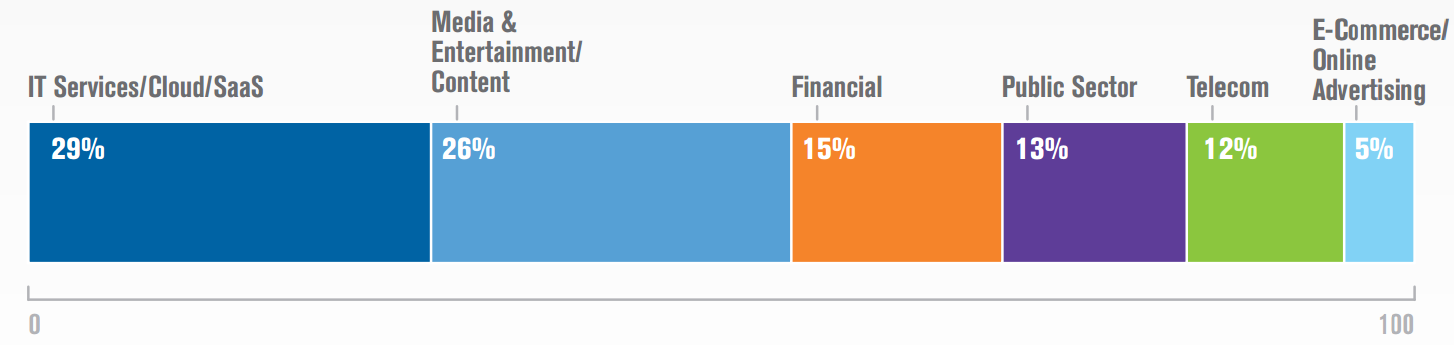 IT Services/Cloud/SaaS
Media &
Entertainment/
Content
Financial
Public Sector
Telecom
E-Commerce/
Online
Advertising
29%
26%
15%
13%
12%
5%
0
100